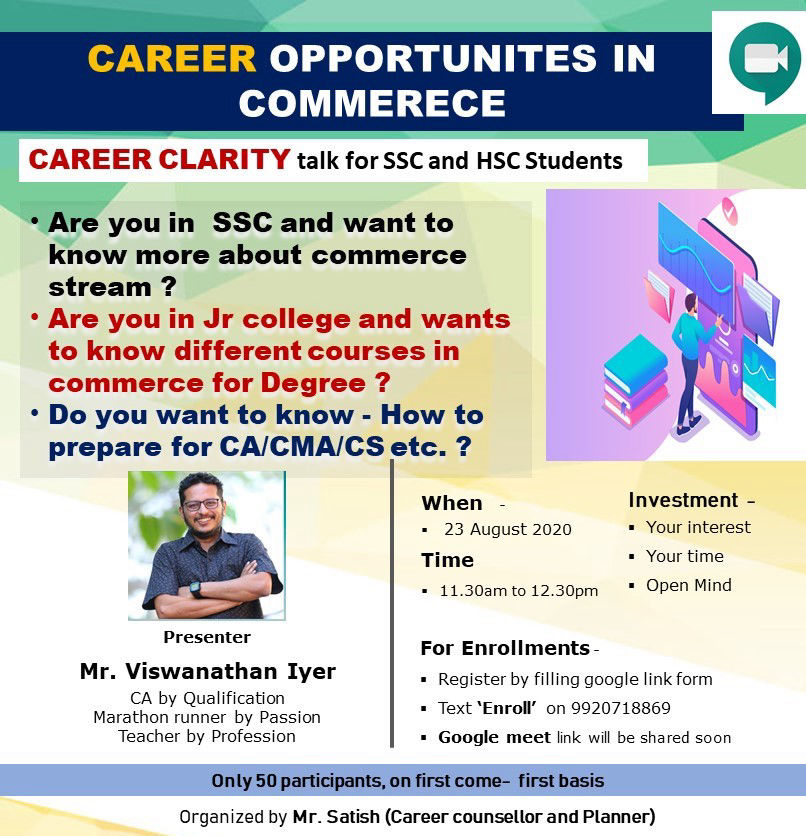 CAREER OPPORTUNITES IN
COMMERECE
CAREER CLARITY talk for SSC and HSC Students
• Are you in SSC and want to
know more about commerce
stream ?
• Are you in Jr college and wants
to know different courses in
commerce for Degree ?
• Do you want to know - How to
prepare for CA/CMA/CS etc. ?
Presenter
Mr. Viswanathan Iyer
CA by Qualification
Marathon runner by Passion
Teacher by Profession
When -
▪ 23 August 2020
Time
▪ 11.30am to 12.30pm
Investment -
▪ Your interest
▪ Your time
▪ Open Mind
For Enrollments-
▪ Register by filling google link form
▪ Text ‘Enroll’ on 9920718869
▪ Google meet link will be shared soon
Only 50 participants, on first come- first basis
Organized by Mr. Satish (Career counsellor and Planner)